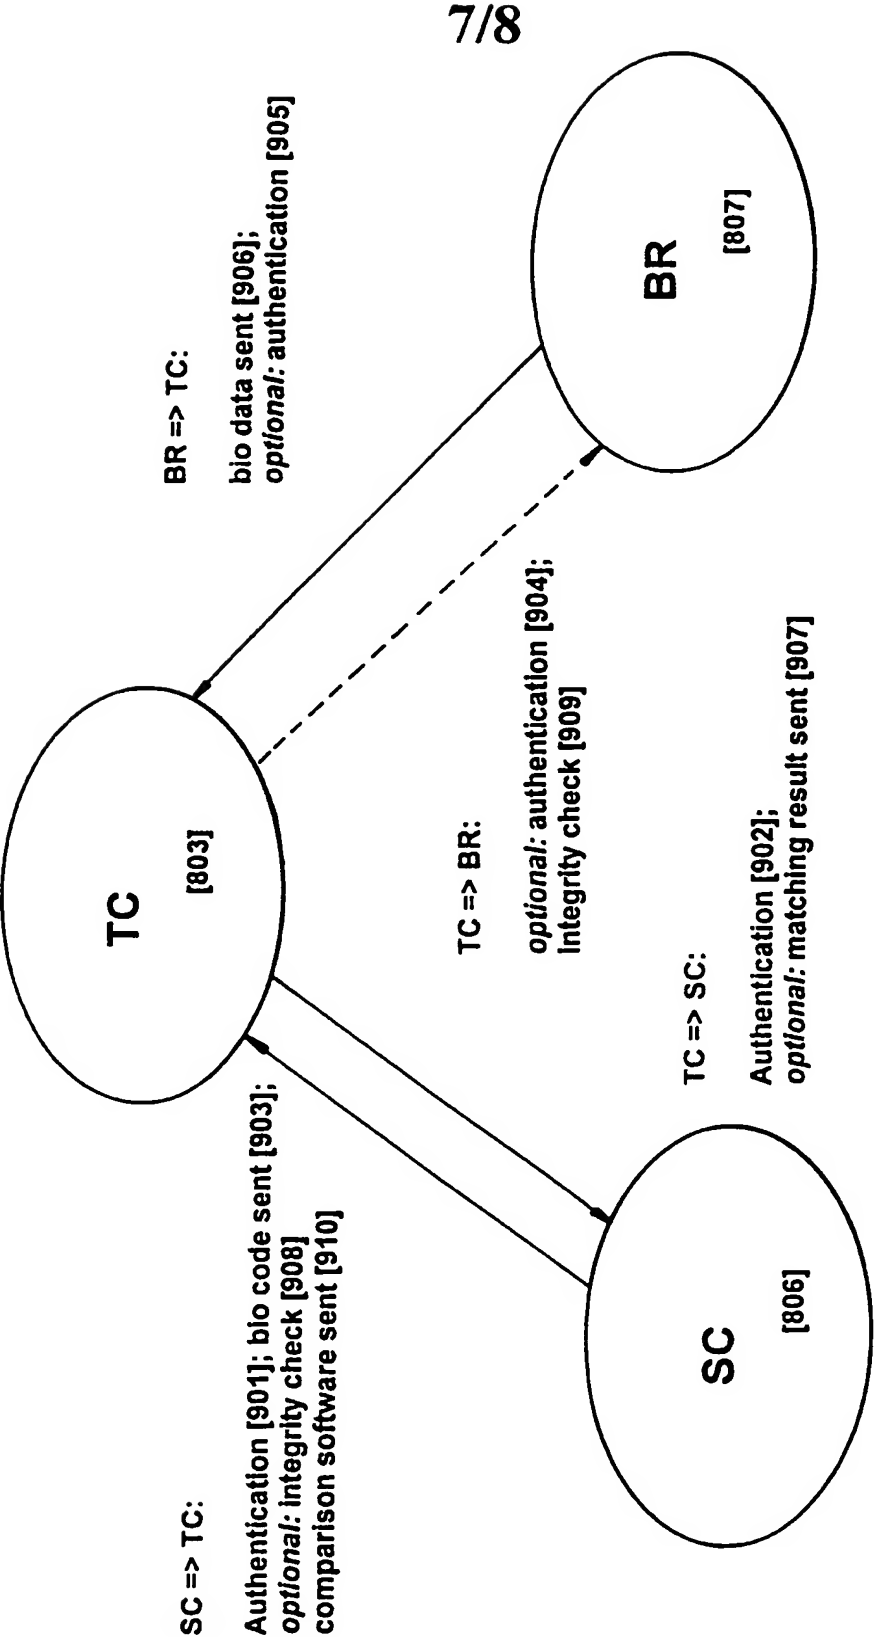 7/8
SC => TC:
Authentication [901]; bio code sent [903];
optional: integrity check [908]
comparison software sent [910]
TC
[803]
BR => TC:
bio data sent [906];
optional: authentication [905]
TC => BR:
optional: authentication [904];
Integrity check [909]
TC => SC:
Authentication [902];
optional: matching result sent [907]
SC
[806]
BR
[807]